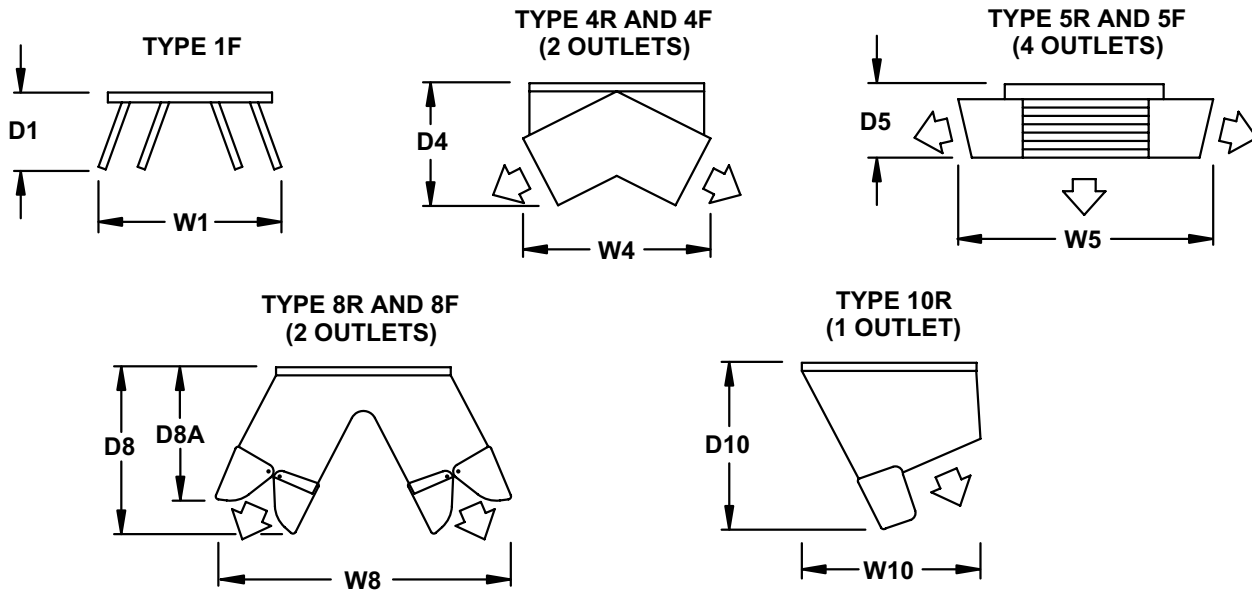 TYPE 1F
D1
W1
TYPE 4R AND 4F
(2 OUTLETS)
D4
W4
TYPE 5R AND 5F
(4 OUTLETS)
D5
W5
TYPE 8R AND 8F
(2 OUTLETS)
D8
D8A
W8
TYPE 10R
(1 OUTLET)
D10
W10